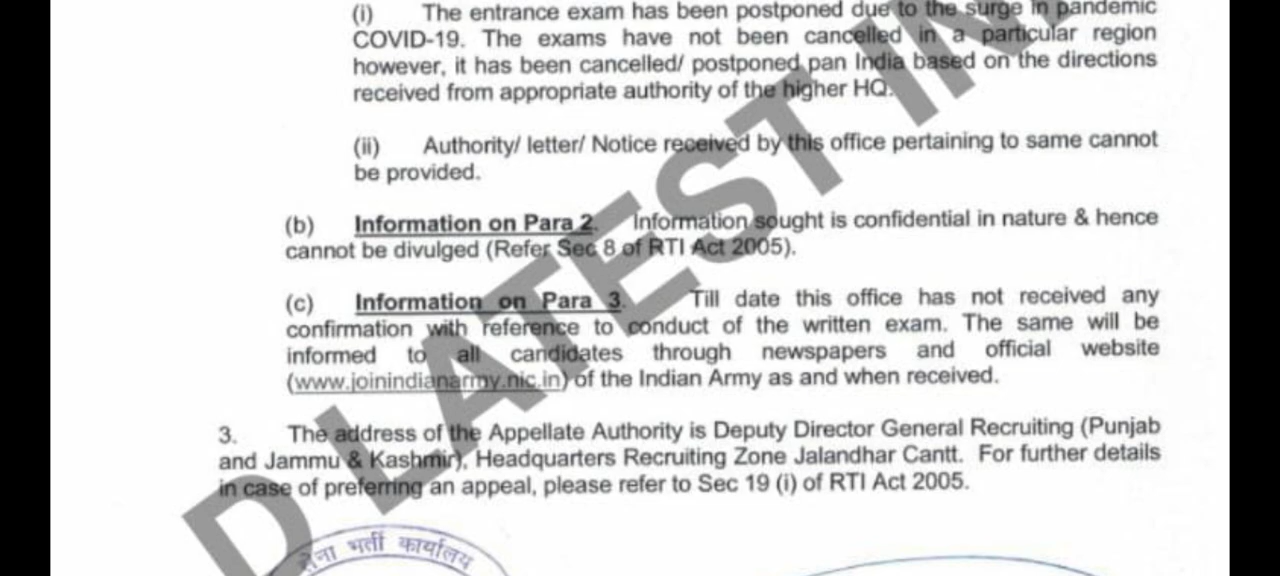 (i) The entrance exam has been postponed due to the surge in pandemic
COVID-19. The exams have not been cancelled in a particular region
however, it has been cancelled/ postponed pan India based on the directions
received from appropriate authority of the higher HQ.
(ii) Authority/ letter/ Notice received by this office pertaining to same cannot
be provided.
(b) Information on Para 2. Information sought is confidential in nature & hence
cannot be divulged (Refer Sec 8 of RTI Act 2005).
(c) Information on Para 3. Till date this office has not received any
confirmation with reference to conduct of the written exam. The same will be
informed to all candidates through newspapers and official website
(www.joinindianarmy.nic.in) of the Indian Army as and when received.
3. The address of the Appellate Authority is Deputy Director General Recruiting (Punjab
and Jammu & Kashmir), Headquarters Recruiting Zone Jalandhar Cantt. For further details
in case of preferring an appeal, please refer to Sec 19 (i) of RTI Act 2005.
D LATEST IN
सेना भर्ती कार्यालय